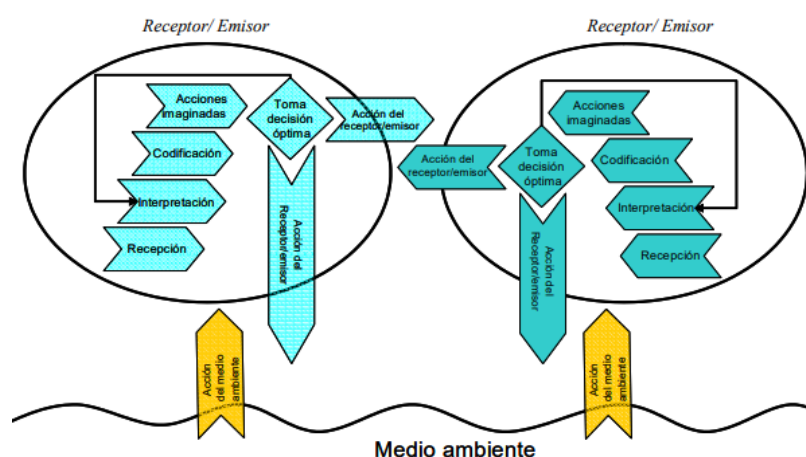 Receptor/ Emisor
Acciones
imaginadas
Toma
decisión
óptima
Acción del
receptor/emisor
Codificación
Interpretación
Recepción
Acción del
Receptor/emisor
Acción
del medio
ambiente
Receptor/ Emisor
Acciones
imaginadas
Toma
decisión
óptima
Acción del
receptor/emisor
Codificación
Interpretación
Recepción
Acción del
Receptor/emisor
Acción
del medio
ambiente
Medio ambiente